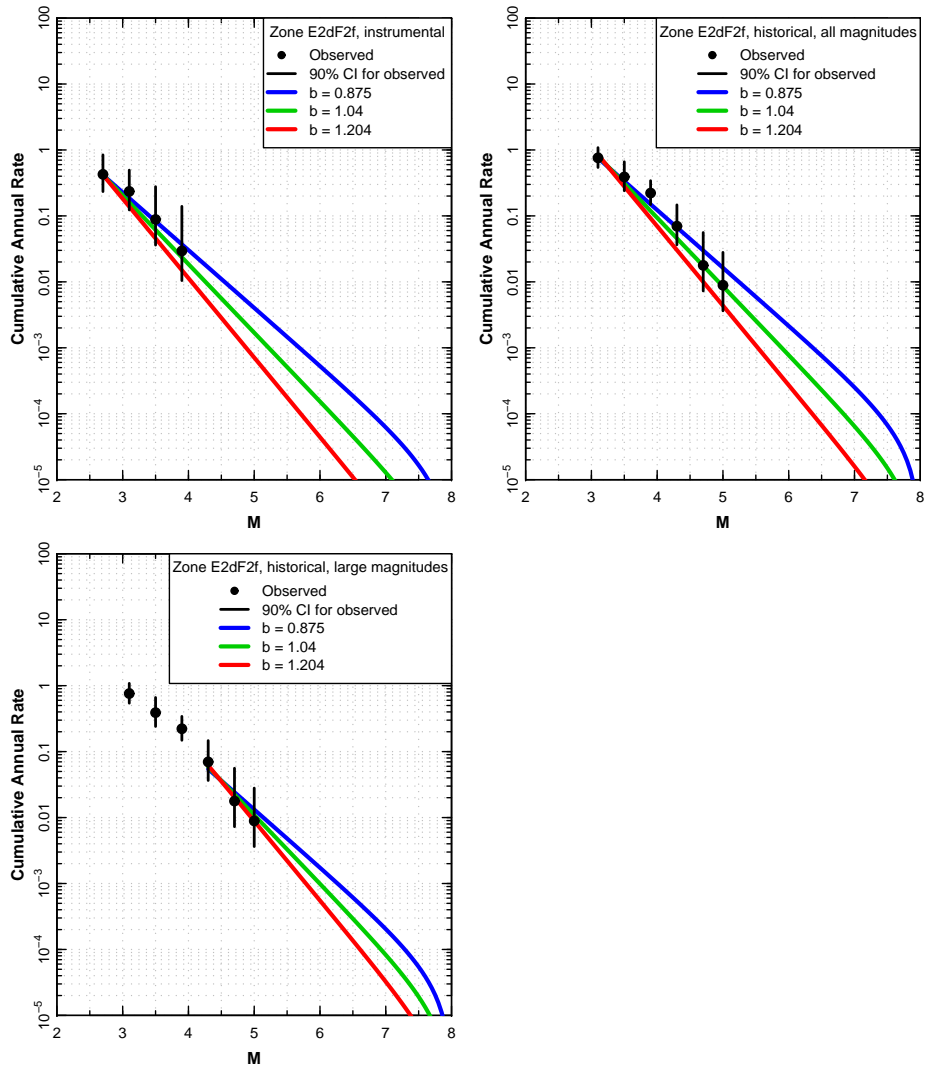 Zone E2dF2f, instrumental
Observed
90% CI for observed
b = 0.875
b = 1.04
b = 1.204
Cumulative Annual Rate
100
10
1
0.1
0.01
10⁻³
10⁻⁴
10⁻⁵
2 3 4 5 6 7 8
M
Zone E2dF2f, historical, all magnitudes
Observed
90% CI for observed
b = 0.875
b = 1.04
b = 1.204
Cumulative Annual Rate
100
10
1
0.1
0.01
10⁻³
10⁻⁴
10⁻⁵
2 3 4 5 6 7 8
M
Zone E2dF2f, historical, large magnitudes
Observed
90% CI for observed
b = 0.875
b = 1.04
b = 1.204
Cumulative Annual Rate
100
10
1
0.1
0.01
10⁻³
10⁻⁴
10⁻⁵
2 3 4 5 6 7 8
M